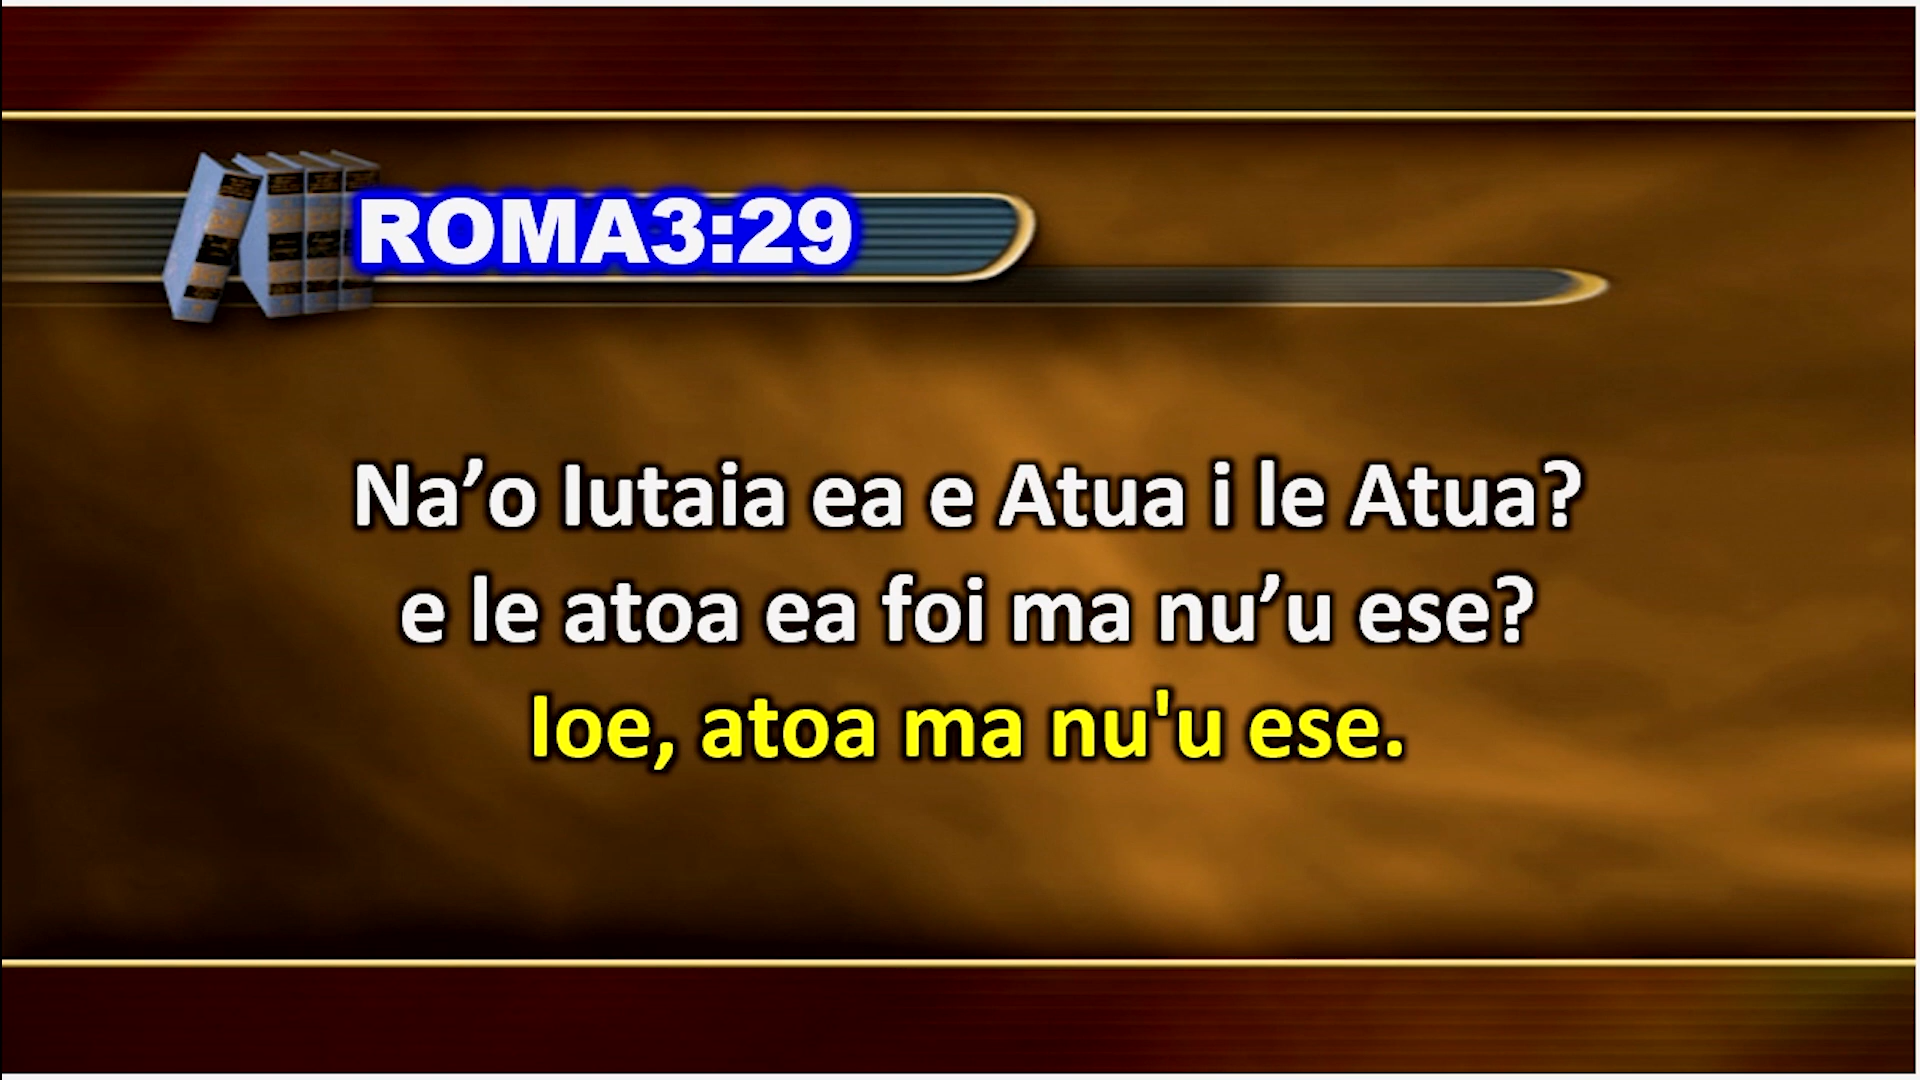 ROMA3:29
Na’o Iutaia ea e Atua i le Atua?
e le atoa ea foi ma nu’u ese?
Ioe, atoa ma nu'u ese.